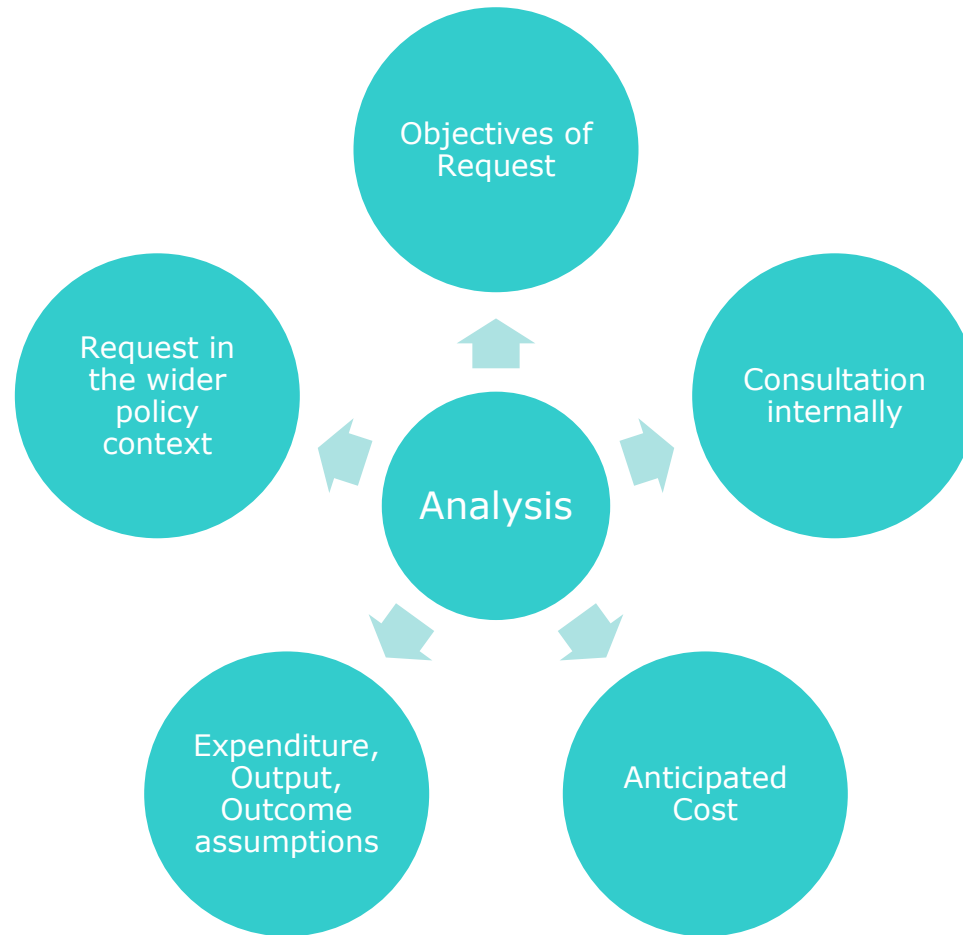 Objectives of
Request
Request in
the wider
policy
context
Consultation
internally
Analysis
Expenditure,
Output,
Outcome
assumptions
Anticipated
Cost